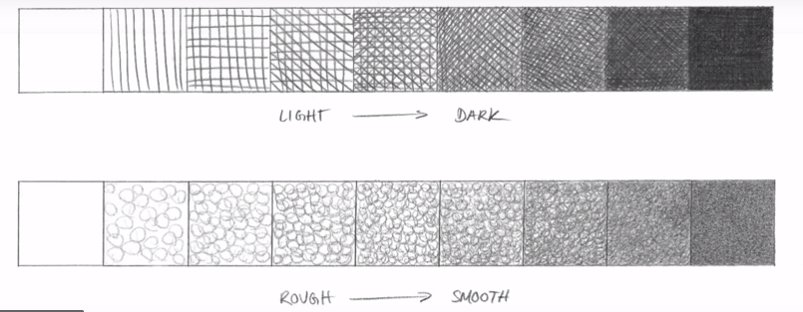 LIGHT → DARK
ROUGH → SMOOTH